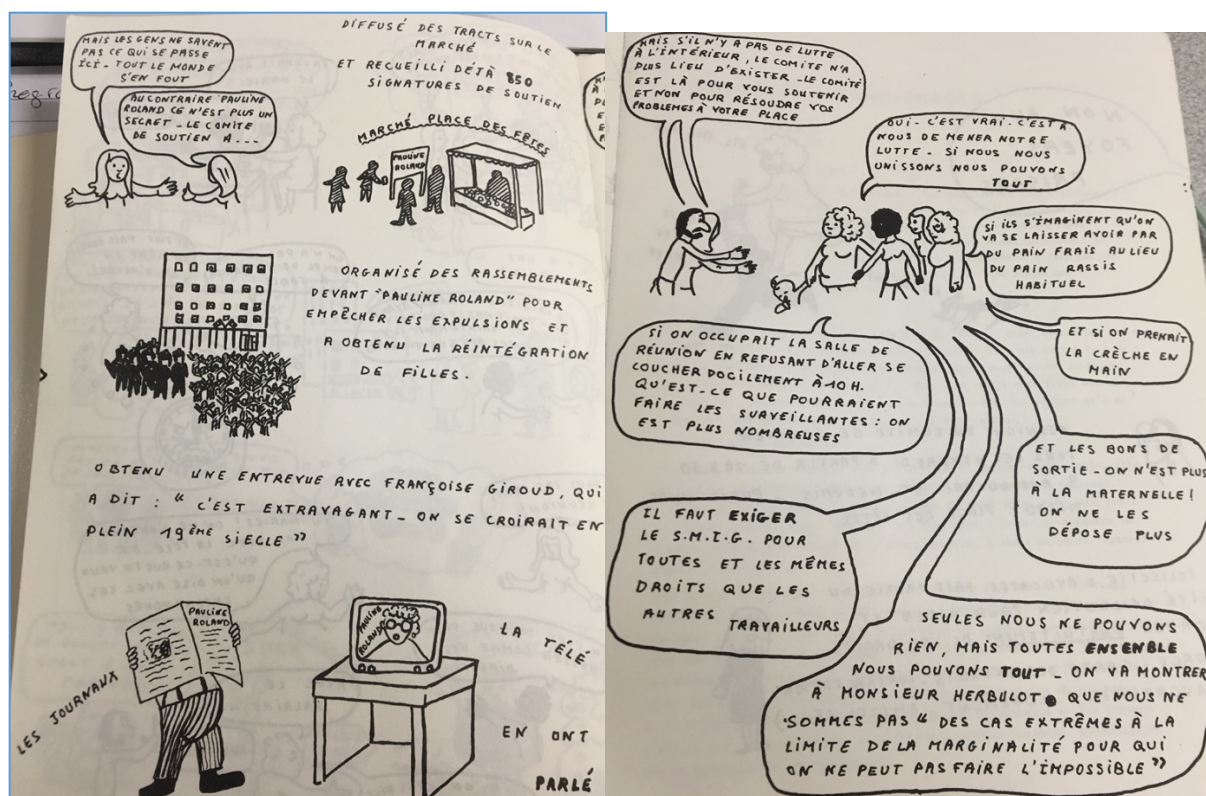 MAIS LES GENS NE SAVENT
PAS CE QUI SE PASSE
ICI - TOUT LE MONDE
S'EN FOUT
AU CONTRAIRE PAULINE
ROLAND CE N'EST PLUS UN
SECRET - LE COMITE
DE SOUTIEN A...
DIFFUSÉ DES TRACTS SUR LE
MARCHÉ
ET RECUEILLI DÉJÀ 850
SIGNATURES DE SOUTIEN
MARCHÉ PLACE DES FÊTES
PAULINE
ROLAND
ORGANISÉ DES RASSEMBLEMENTS
DEVANT "PAULINE ROLAND" POUR
EMPÊCHER LES EXPULSIONS ET
A OBTENU LA RÉINTÉGRATION
DE FILLES.
OBTENU UNE ENTREVUE AVEC FRANÇOISE GIROUD, QUI
A DIT : " C'EST EXTRAVAGANT - ON SE CROIRAIT EN
PLEIN 19ÈME SIECLE "
LES JOURNAUX
PAULINE
ROLAND
PAULINE
ROLAND
LA TÉLÉ
EN ONT
PARLÉ
MAIS S'IL N'Y A PAS DE LUTTE
À L'INTÉRIEUR, LE COMITE N'A
PLUS LIEU D'EXISTER - LE COMITÉ
EST LÀ POUR VOUS SOUTENIR
ET NON POUR RÉSOUDRE VOS
PROBLEMES À VOTRE PLACE
OUI - C'EST VRAI - C'EST À
NOUS DE MENER NOTRE
LUTTE - SI NOUS NOUS
UNISSONS NOUS POUVONS
TOUT
SI ILS S'IMAGINENT QU'ON
VA SE LAISSER AVOIR PAR
DU PAIN FRAIS AU LIEU
DU PAIN RASSIS
HABITUEL
ET SI ON PRENAIT
LA CRÈCHE EN
MAIN
SI ON OCCUPAIT LA SALLE DE
RÉUNION EN REFUSANT D'ALLER SE
COUCHER DOCILEMENT À 10 H.
QU'EST-CE QUE POURRAIENT
FAIRE LES SURVEILLANTES : ON
EST PLUS NOMBREUSES
ET LES BONS DE
SORTIE - ON N'EST PLUS
À LA MATERNELLE !
ON NE LES
DÉPOSE PLUS
IL FAUT EXIGER
LE S.M.I.G. POUR
TOUTES ET LES MÊMES
DROITS QUE LES
AUTRES
TRAVAILLEURS
SEULES NOUS NE POUVONS
RIEN, MAIS TOUTES ENSEMBLE
NOUS POUVONS TOUT - ON VA MONTRER
À MONSIEUR HERBULOT QUE NOUS NE
SOMMES PAS " DES CAS EXTRÊMES À LA
LIMITE DE LA MARGINALITÉ POUR QUI
ON NE PEUT PAS FAIRE L'IMPOSSIBLE "